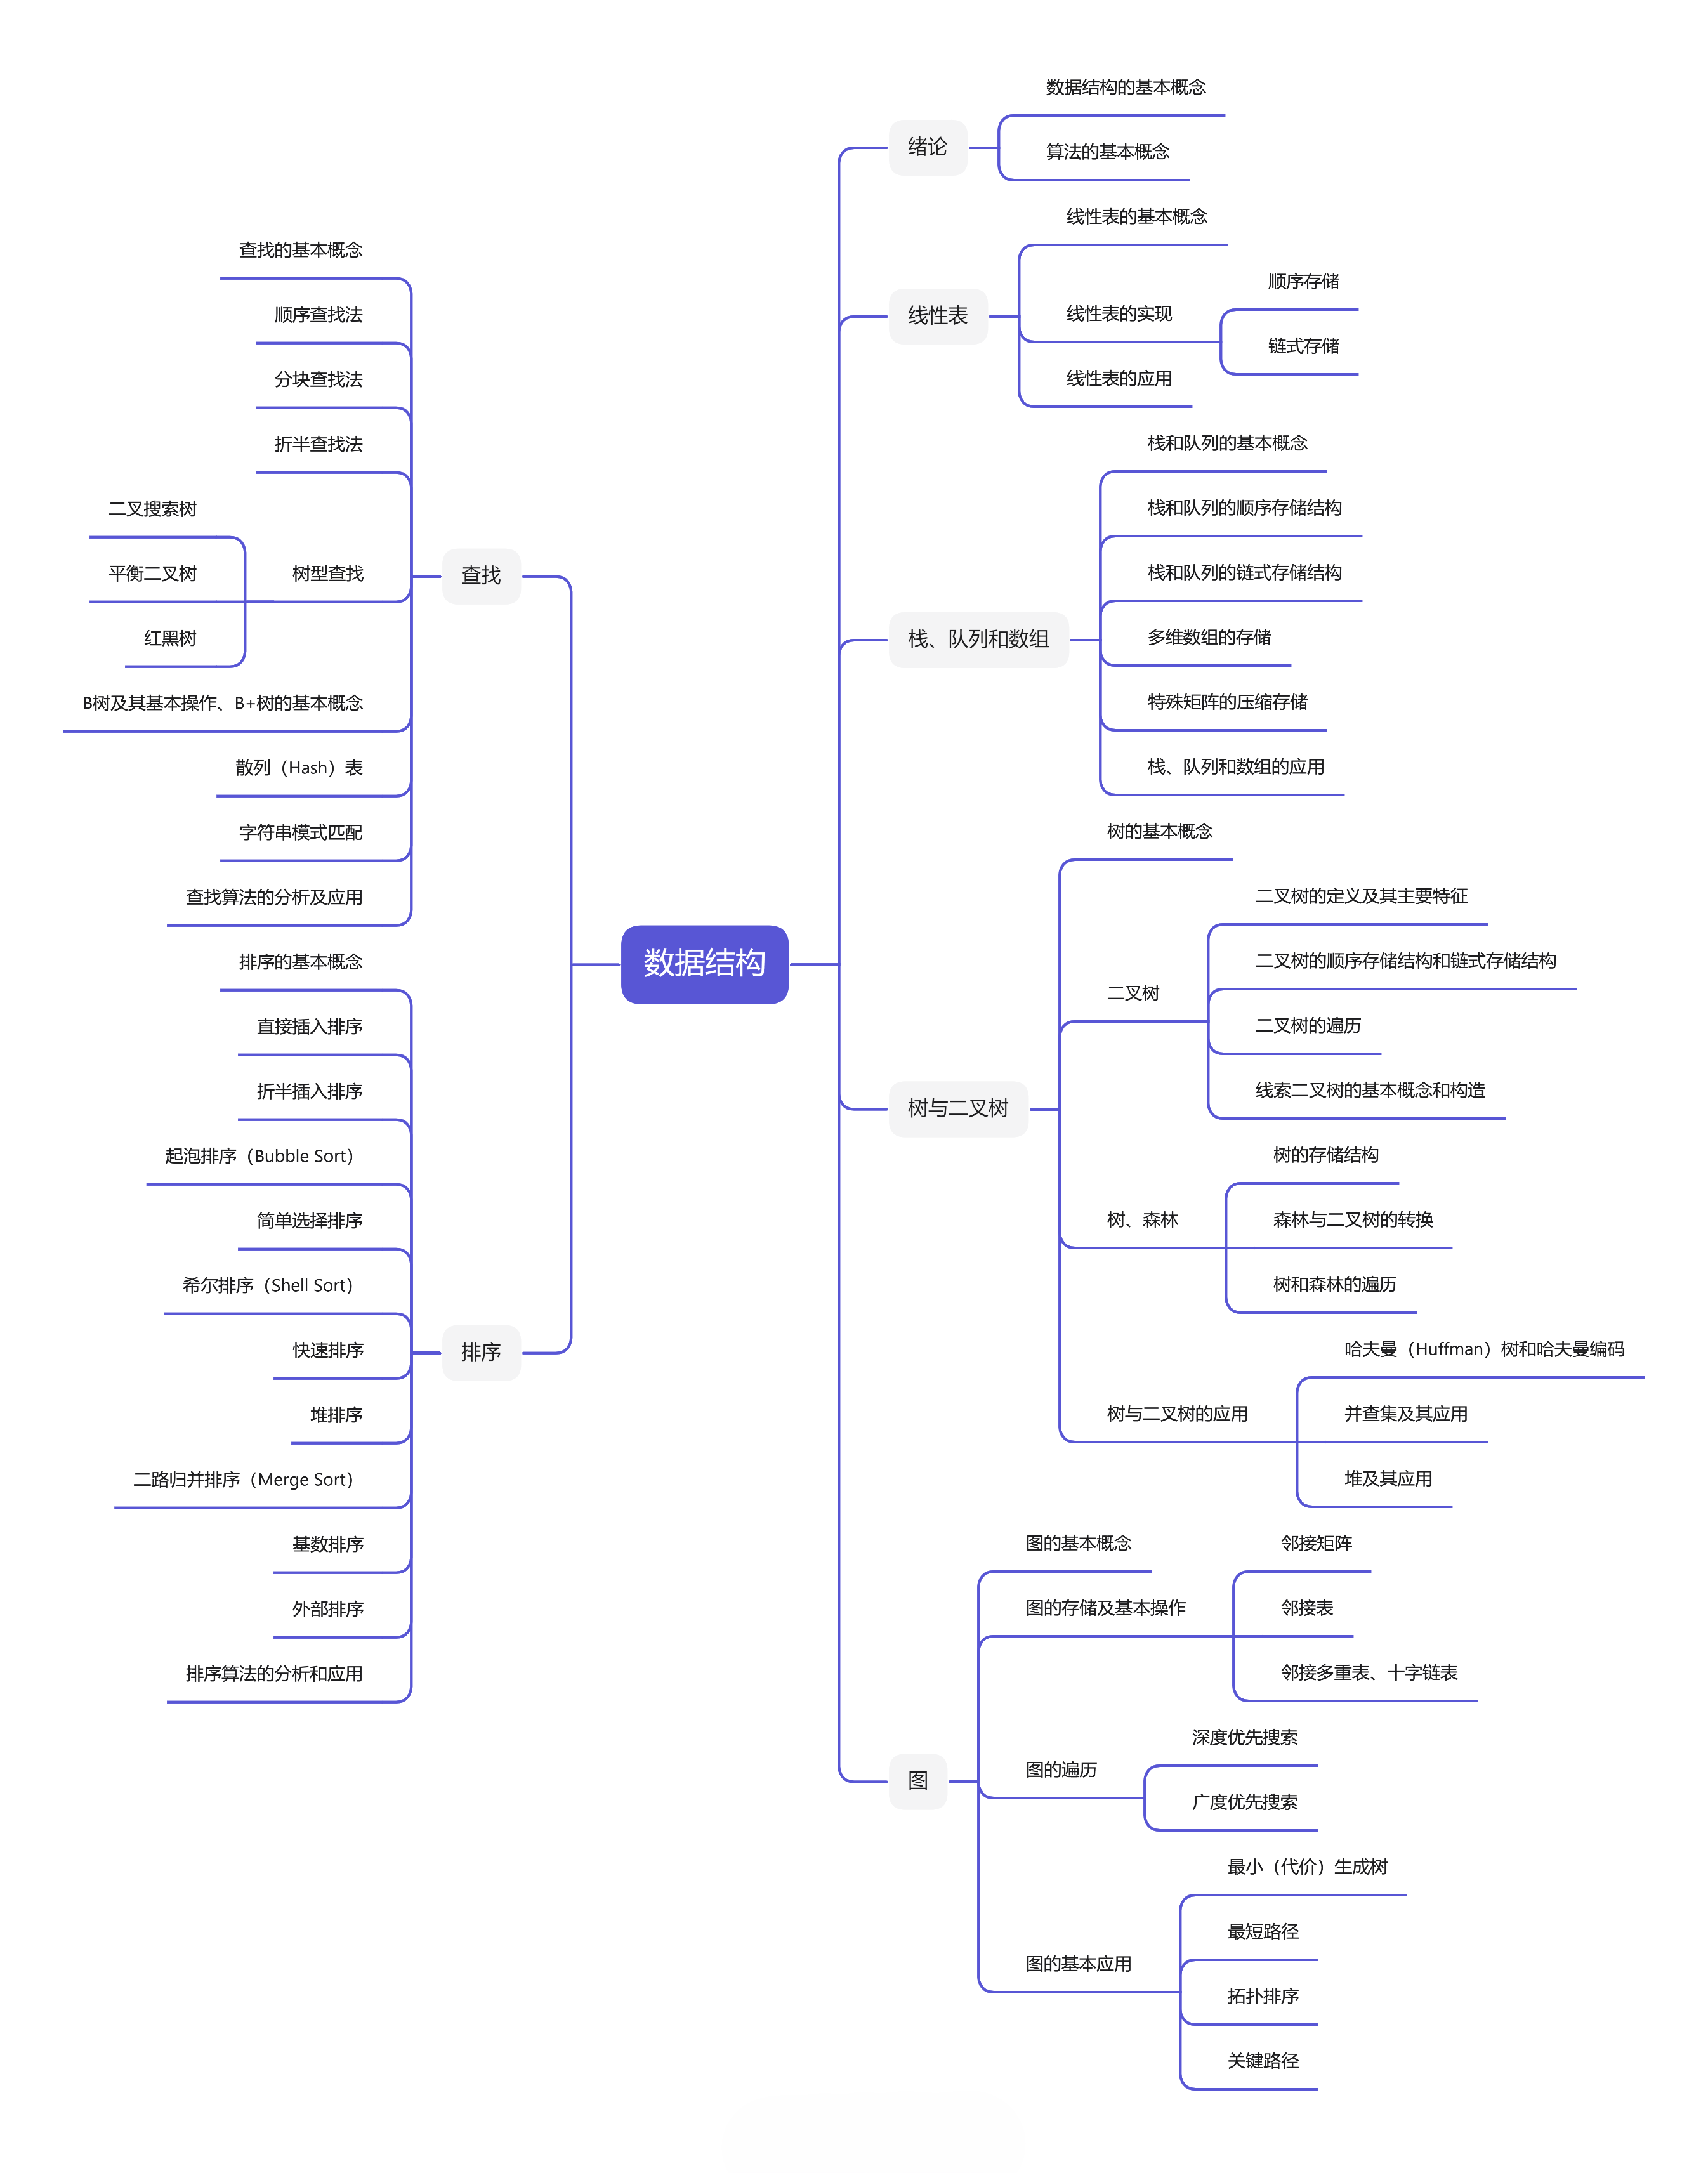 数据结构
绪论
数据结构的基本概念
算法的基本概念
线性表
线性表的基本概念
线性表的实现
顺序存储
链式存储
线性表的应用
栈、队列和数组
栈和队列的基本概念
栈和队列的顺序存储结构
栈和队列的链式存储结构
多维数组的存储
特殊矩阵的压缩存储
栈、队列和数组的应用
树与二叉树
树的基本概念
二叉树
二叉树的定义及其主要特征
二叉树的顺序存储结构和链式存储结构
二叉树的遍历
线索二叉树的基本概念和构造
树、森林
树的存储结构
森林与二叉树的转换
树和森林的遍历
树与二叉树的应用
哈夫曼（Huffman）树和哈夫曼编码
并查集及其应用
堆及其应用
图
图的基本概念
图的存储及基本操作
邻接矩阵
邻接表
邻接多重表、十字链表
图的遍历
深度优先搜索
广度优先搜索
图的基本应用
最小（代价）生成树
最短路径
拓扑排序
关键路径
查找
查找的基本概念
顺序查找法
分块查找法
折半查找法
树型查找
二叉搜索树
平衡二叉树
红黑树
B树及其基本操作、B+树的基本概念
散列（Hash）表
字符串模式匹配
查找算法的分析及应用
排序
排序的基本概念
直接插入排序
折半插入排序
起泡排序（Bubble Sort）
简单选择排序
希尔排序（Shell Sort）
快速排序
堆排序
二路归并排序（Merge Sort）
基数排序
外部排序
排序算法的分析和应用